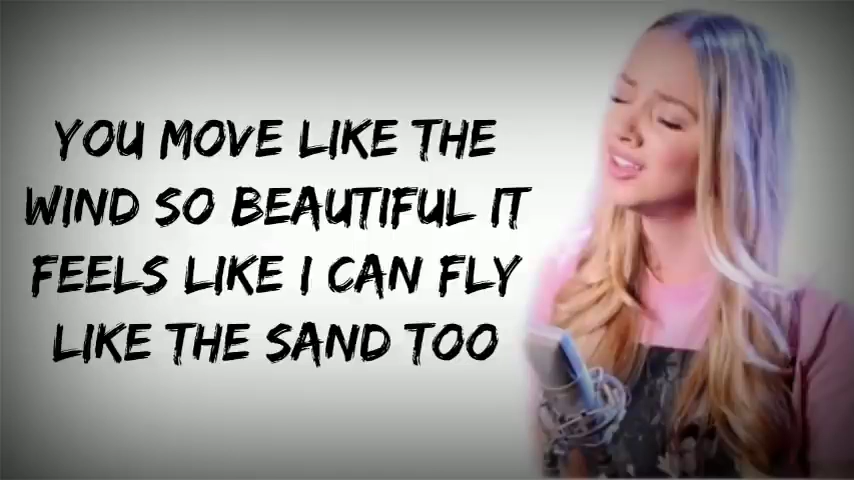 YOU MOVE LIKE THE
WIND SO BEAUTIFUL IT
FEELS LIKE I CAN FLY
LIKE THE SAND TOO